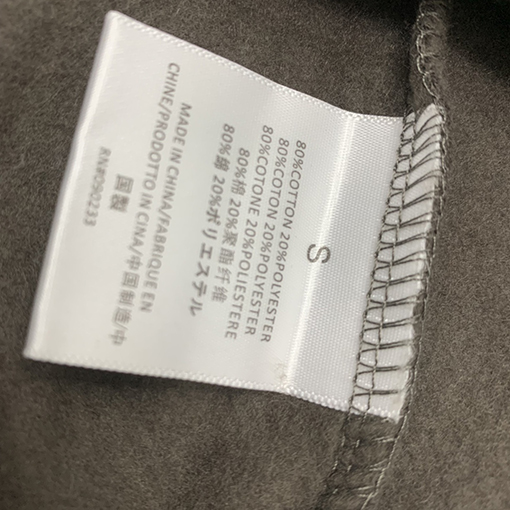 S
80%COTTON 20%POLYESTER
80%COTON 20%POLYESTER
80%COTONE 20%POLIESTERE
80%棉 20%聚酯纤维
80%綿 20%ポリエステル
MADE IN CHINA/FABRIQUE EN
CHINE/PRODOTTO IN CINA/中国制造/中
国製
RN#090233